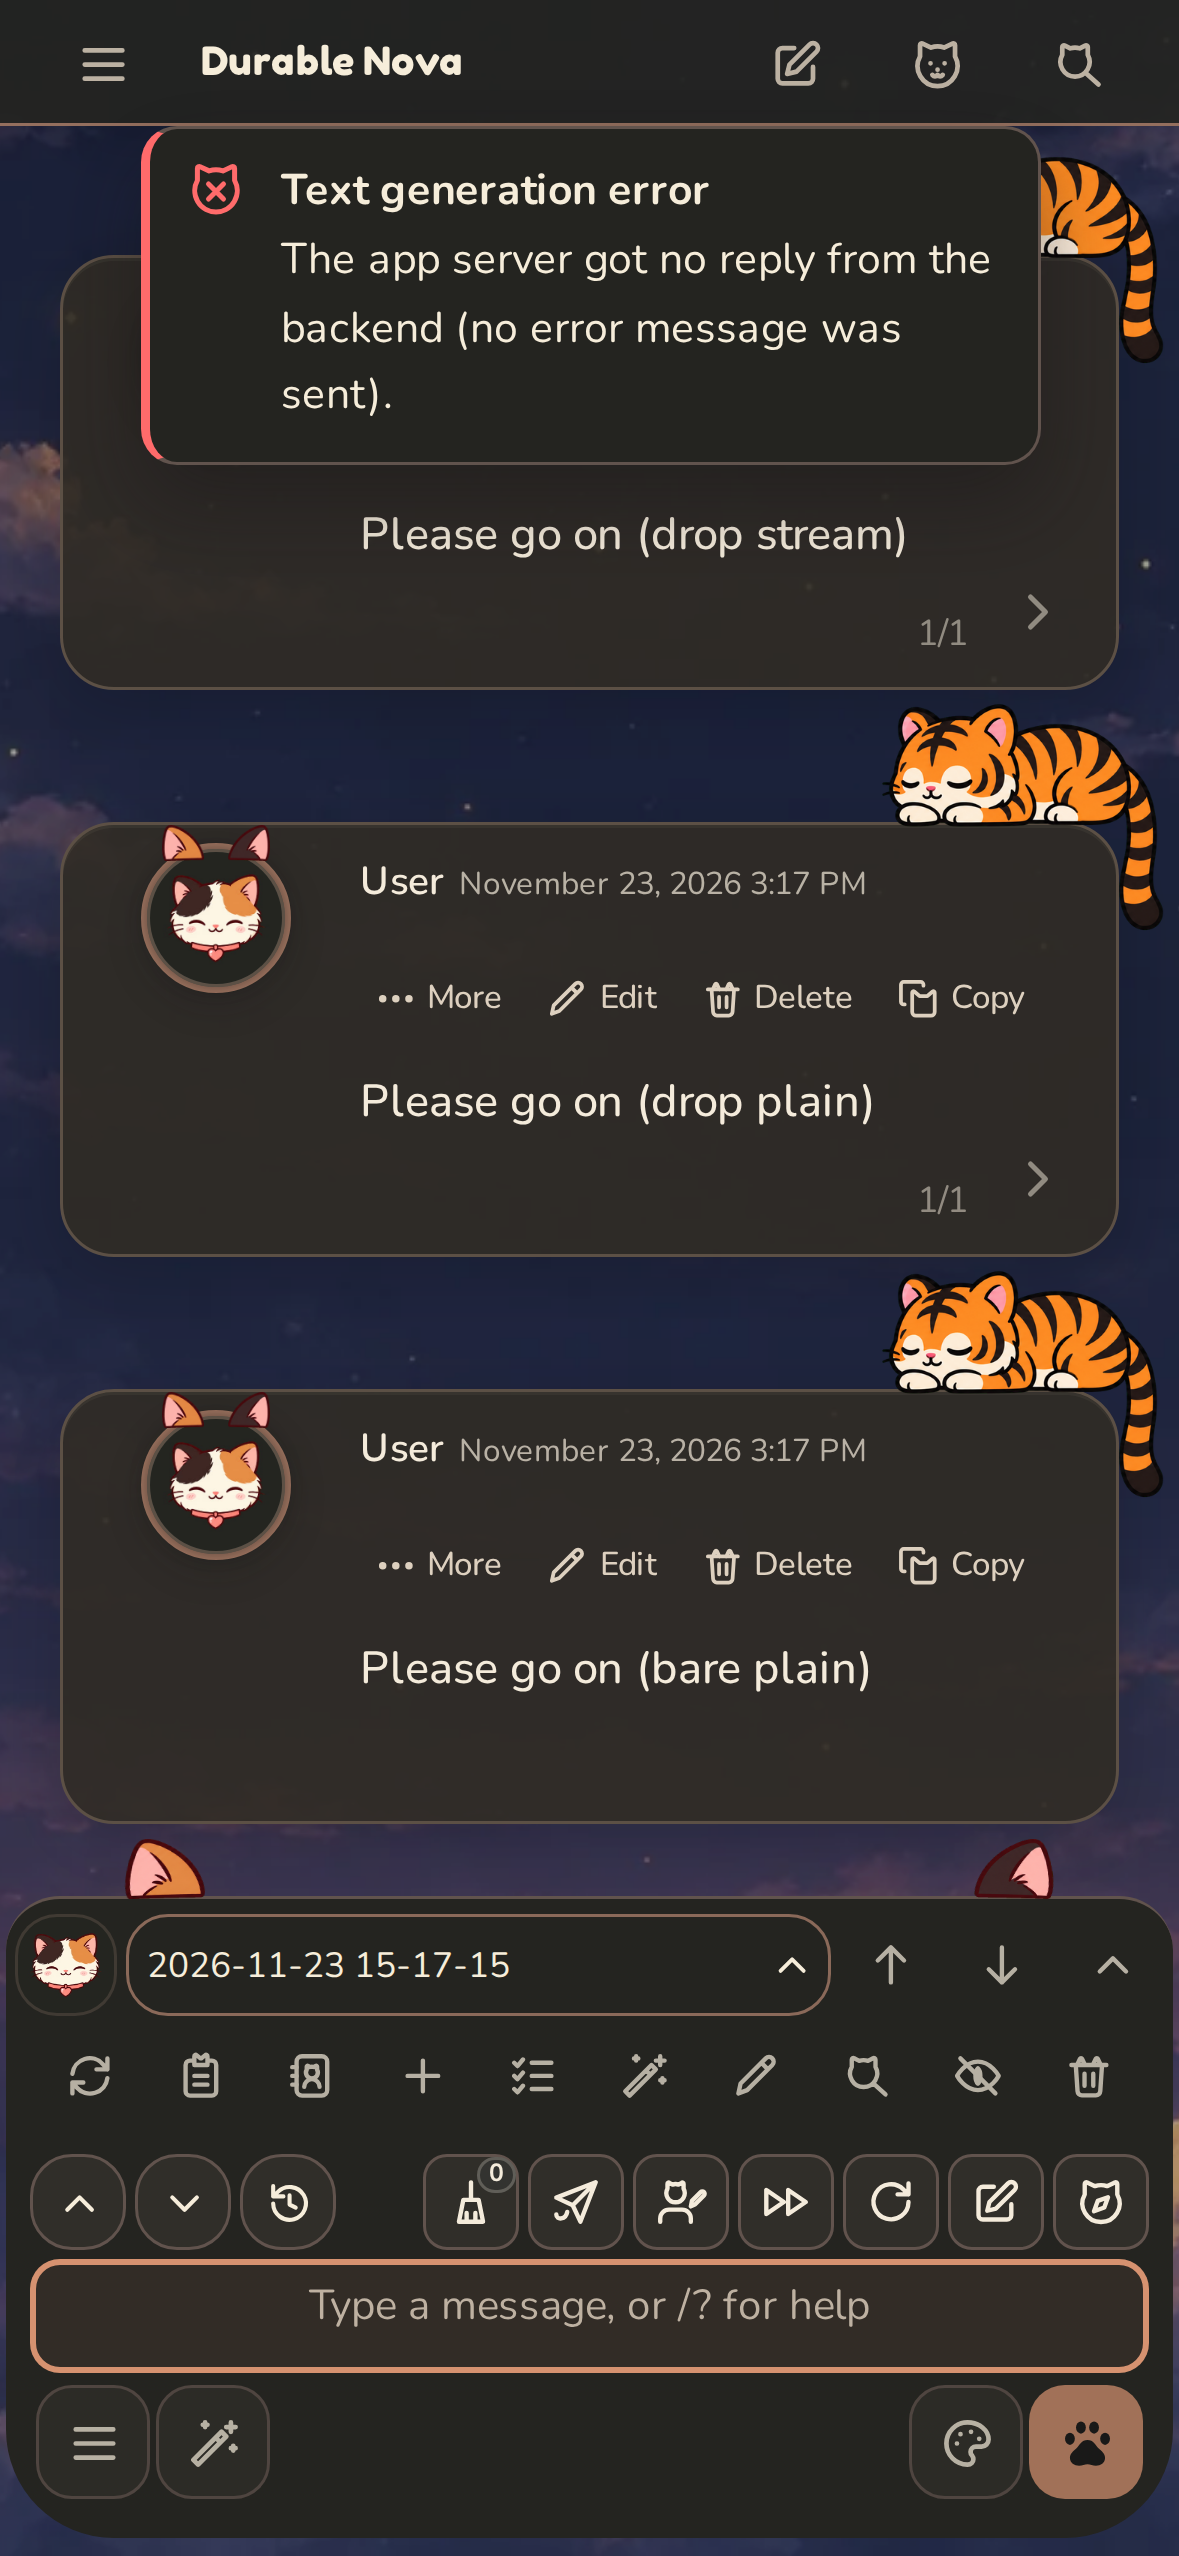 Durable Nova
Text generation error
The app server got no reply from the
backend (no error message was
sent).
Please go on (drop stream)
1/1
User November 23, 2026 3:17 PM
More Edit Delete Copy
Please go on (drop plain)
1/1
User November 23, 2026 3:17 PM
More Edit Delete Copy
Please go on (bare plain)
2026-11-23 15-17-15
0
Type a message, or /? for help